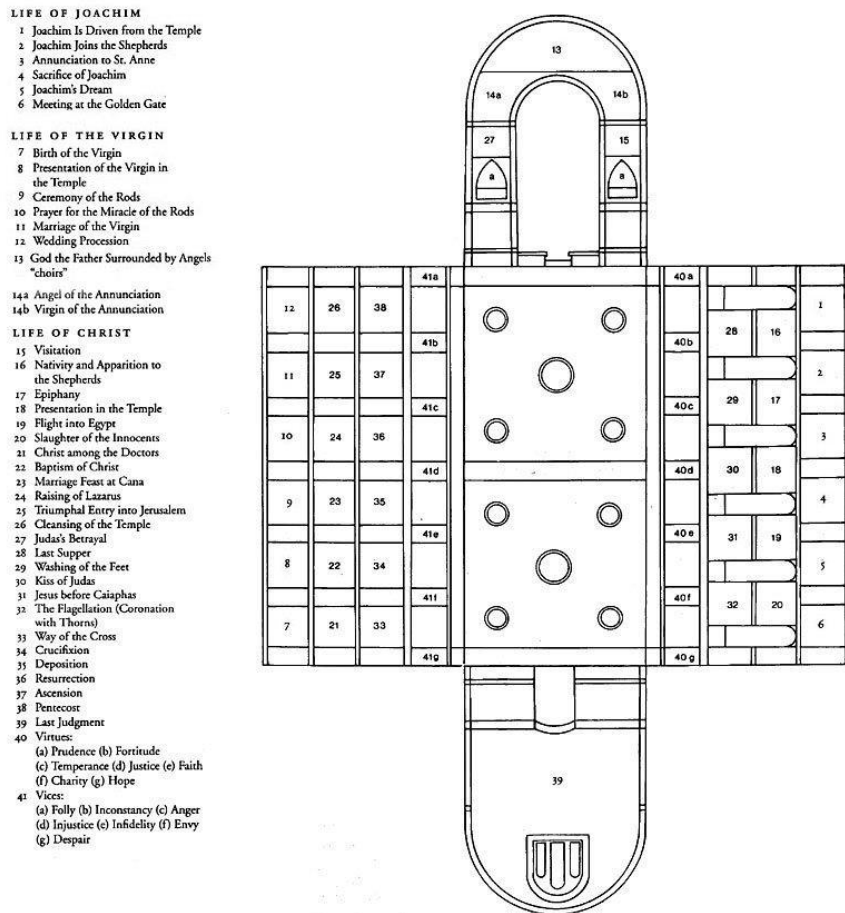 LIFE OF JOACHIM
1 Joachim Is Driven from the Temple
2 Joachim Joins the Shepherds
3 Annunciation to St. Anne
4 Sacrifice of Joachim
5 Joachim's Dream
6 Meeting at the Golden Gate
LIFE OF THE VIRGIN
7 Birth of the Virgin
8 Presentation of the Virgin in
the Temple
9 Ceremony of the Rods
10 Prayer for the Miracle of the Rods
11 Marriage of the Virgin
12 Wedding Procession
13 God the Father Surrounded by Angels
"choirs"
14a Angel of the Annunciation
14b Virgin of the Annunciation
LIFE OF CHRIST
15 Visitation
16 Nativity and Apparition to
the Shepherds
17 Epiphany
18 Presentation in the Temple
19 Flight into Egypt
20 Slaughter of the Innocents
21 Christ among the Doctors
22 Baptism of Christ
23 Marriage Feast at Cana
24 Raising of Lazarus
25 Triumphal Entry into Jerusalem
26 Cleansing of the Temple
27 Judas's Betrayal
28 Last Supper
29 Washing of the Feet
30 Kiss of Judas
31 Jesus before Caiaphas
32 The Flagellation (Coronation
with Thorns)
33 Way of the Cross
34 Crucifixion
35 Deposition
36 Resurrection
37 Ascension
38 Pentecost
39 Last Judgment
40 Virtues:
(a) Prudence (b) Fortitude
(c) Temperance (d) Justice (e) Faith
(f) Charity (g) Hope
41 Vices:
(a) Folly (b) Inconstancy (c) Anger
(d) Injustice (e) Infidelity (f) Envy
(g) Despair
13
14a 14b
27 15
a a
41a 40a
12 26 38 28 16 1
41b 40b
11 25 37 29 17 2
41c 40c
10 24 36 30 18 3
41d 40d
9 23 35 31 19 4
41e 40e
8 22 34 32 20 5
41f 40f
7 21 33 6
41g 40g
39